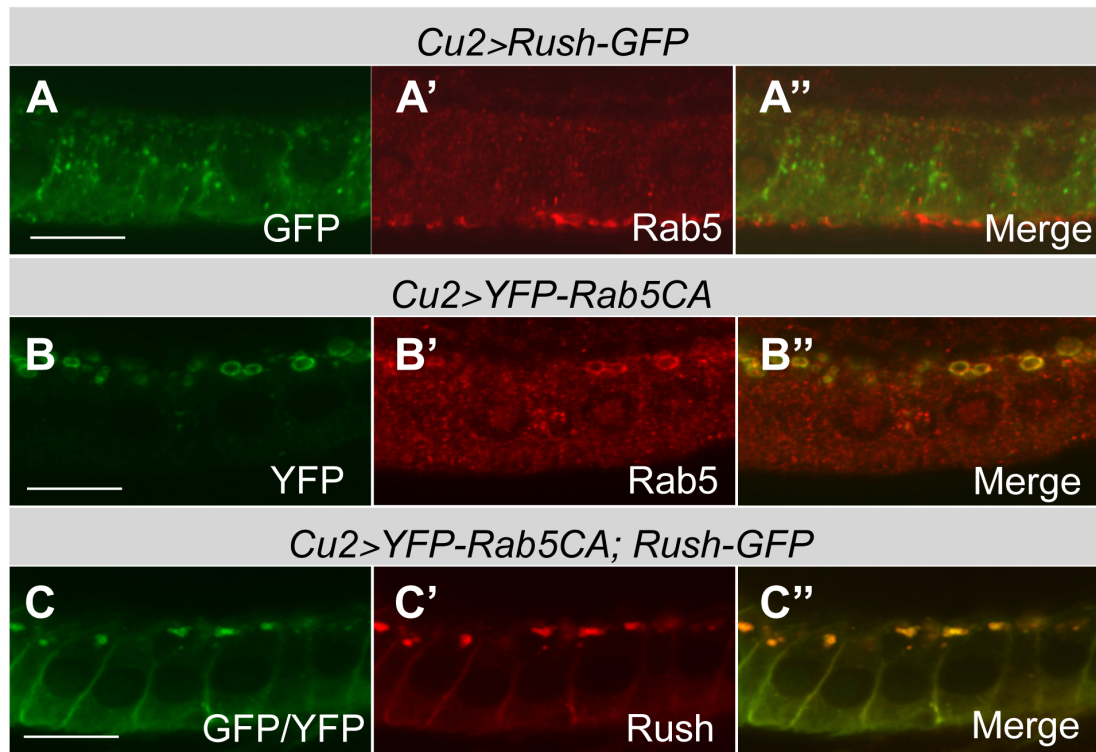 Cu2>Rush-GFP
A A' A"
GFP Rab5 Merge
Cu2>YFP-Rab5CA
B B' B"
YFP Rab5 Merge
Cu2>YFP-Rab5CA; Rush-GFP
C C' C"
GFP/YFP Rush Merge